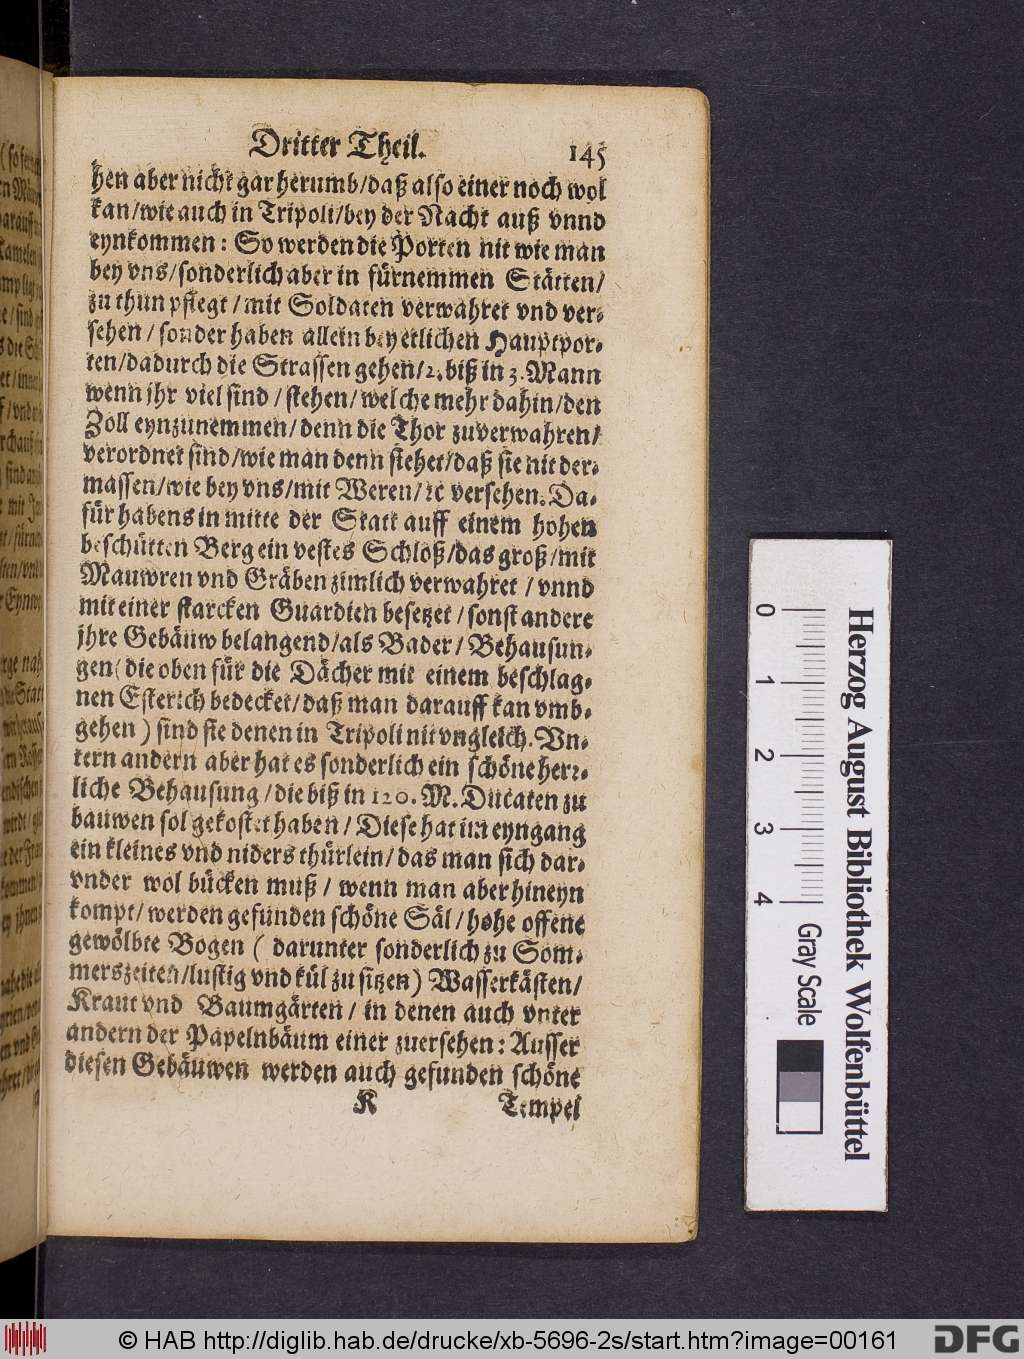 Dritter Theil. 145
hen aber nicht gar herumb/daß also einer noch wol
kan/wie auch in Tripoli/bey der Nacht auß vnnd
eynkommen: So werden die Porten nit wie man
bey vns/sonderlich aber in fürnemmen Stätten/
zu thun pflegt/mit Soldaten verwahret vnd ver-
sehen/sonder haben allein bey etlichen Hauptpor-
ten/dadurch die Strassen gehen/2. biß in 3. Mann
wenn jhr viel sind/stehen/welche mehr dahin/den
Zoll eynzunemmen/denn die Thor zuverwahren/
verordnet sind/wie man denn siehet/daß sie nit der-
massen/wie bey vns/mit Weren/ꝛc versehen. Da-
für habens in mitte der Statt auff einem hohen
beschütten Berg ein vestes Schloß/das groß/mit
Mauwren vnd Gräben zimlich verwahret/vnnd
mit einer starcken Guardien besetzet/sonst andere
jhre Gebäuw belangend/als Bader/Behausun-
gen (die oben für die Dächer mit einem beschlag-
nen Esterich bedecket/daß man darauff kan vmb-
gehen) sind sie denen in Tripoli nit vngleich. Vn-
tern andern aber hat es sonderlich ein schöne herr-
liche Behausung/die biß in 120. M. Ducaten zu
bauwen sol gekostet haben/Diese hat im eyngang
ein kleines vnd niders thürlein/das man sich dar-
vnder wol bücken muß/wenn man aber hineyn
kompt/werden gefunden schöne Säl/hohe offene
gewölbte Bogen (darunter sonderlich zu Som-
merszeiten/lustig vnd kül zu sitzen) Wasserkästen/
Kraut vnd Baumgärten/in denen auch vnter
andern der Papelnbäum einer zuersehen: Ausser
diesen Gebäuwen werden auch gefunden schöne
K Tempel
0 1 2 3 4
Gray Scale
Herzog August Bibliothek Wolfenbüttel
© HAB http://diglib.hab.de/drucke/xb-5696-2s/start.htm?image=00161
DFG